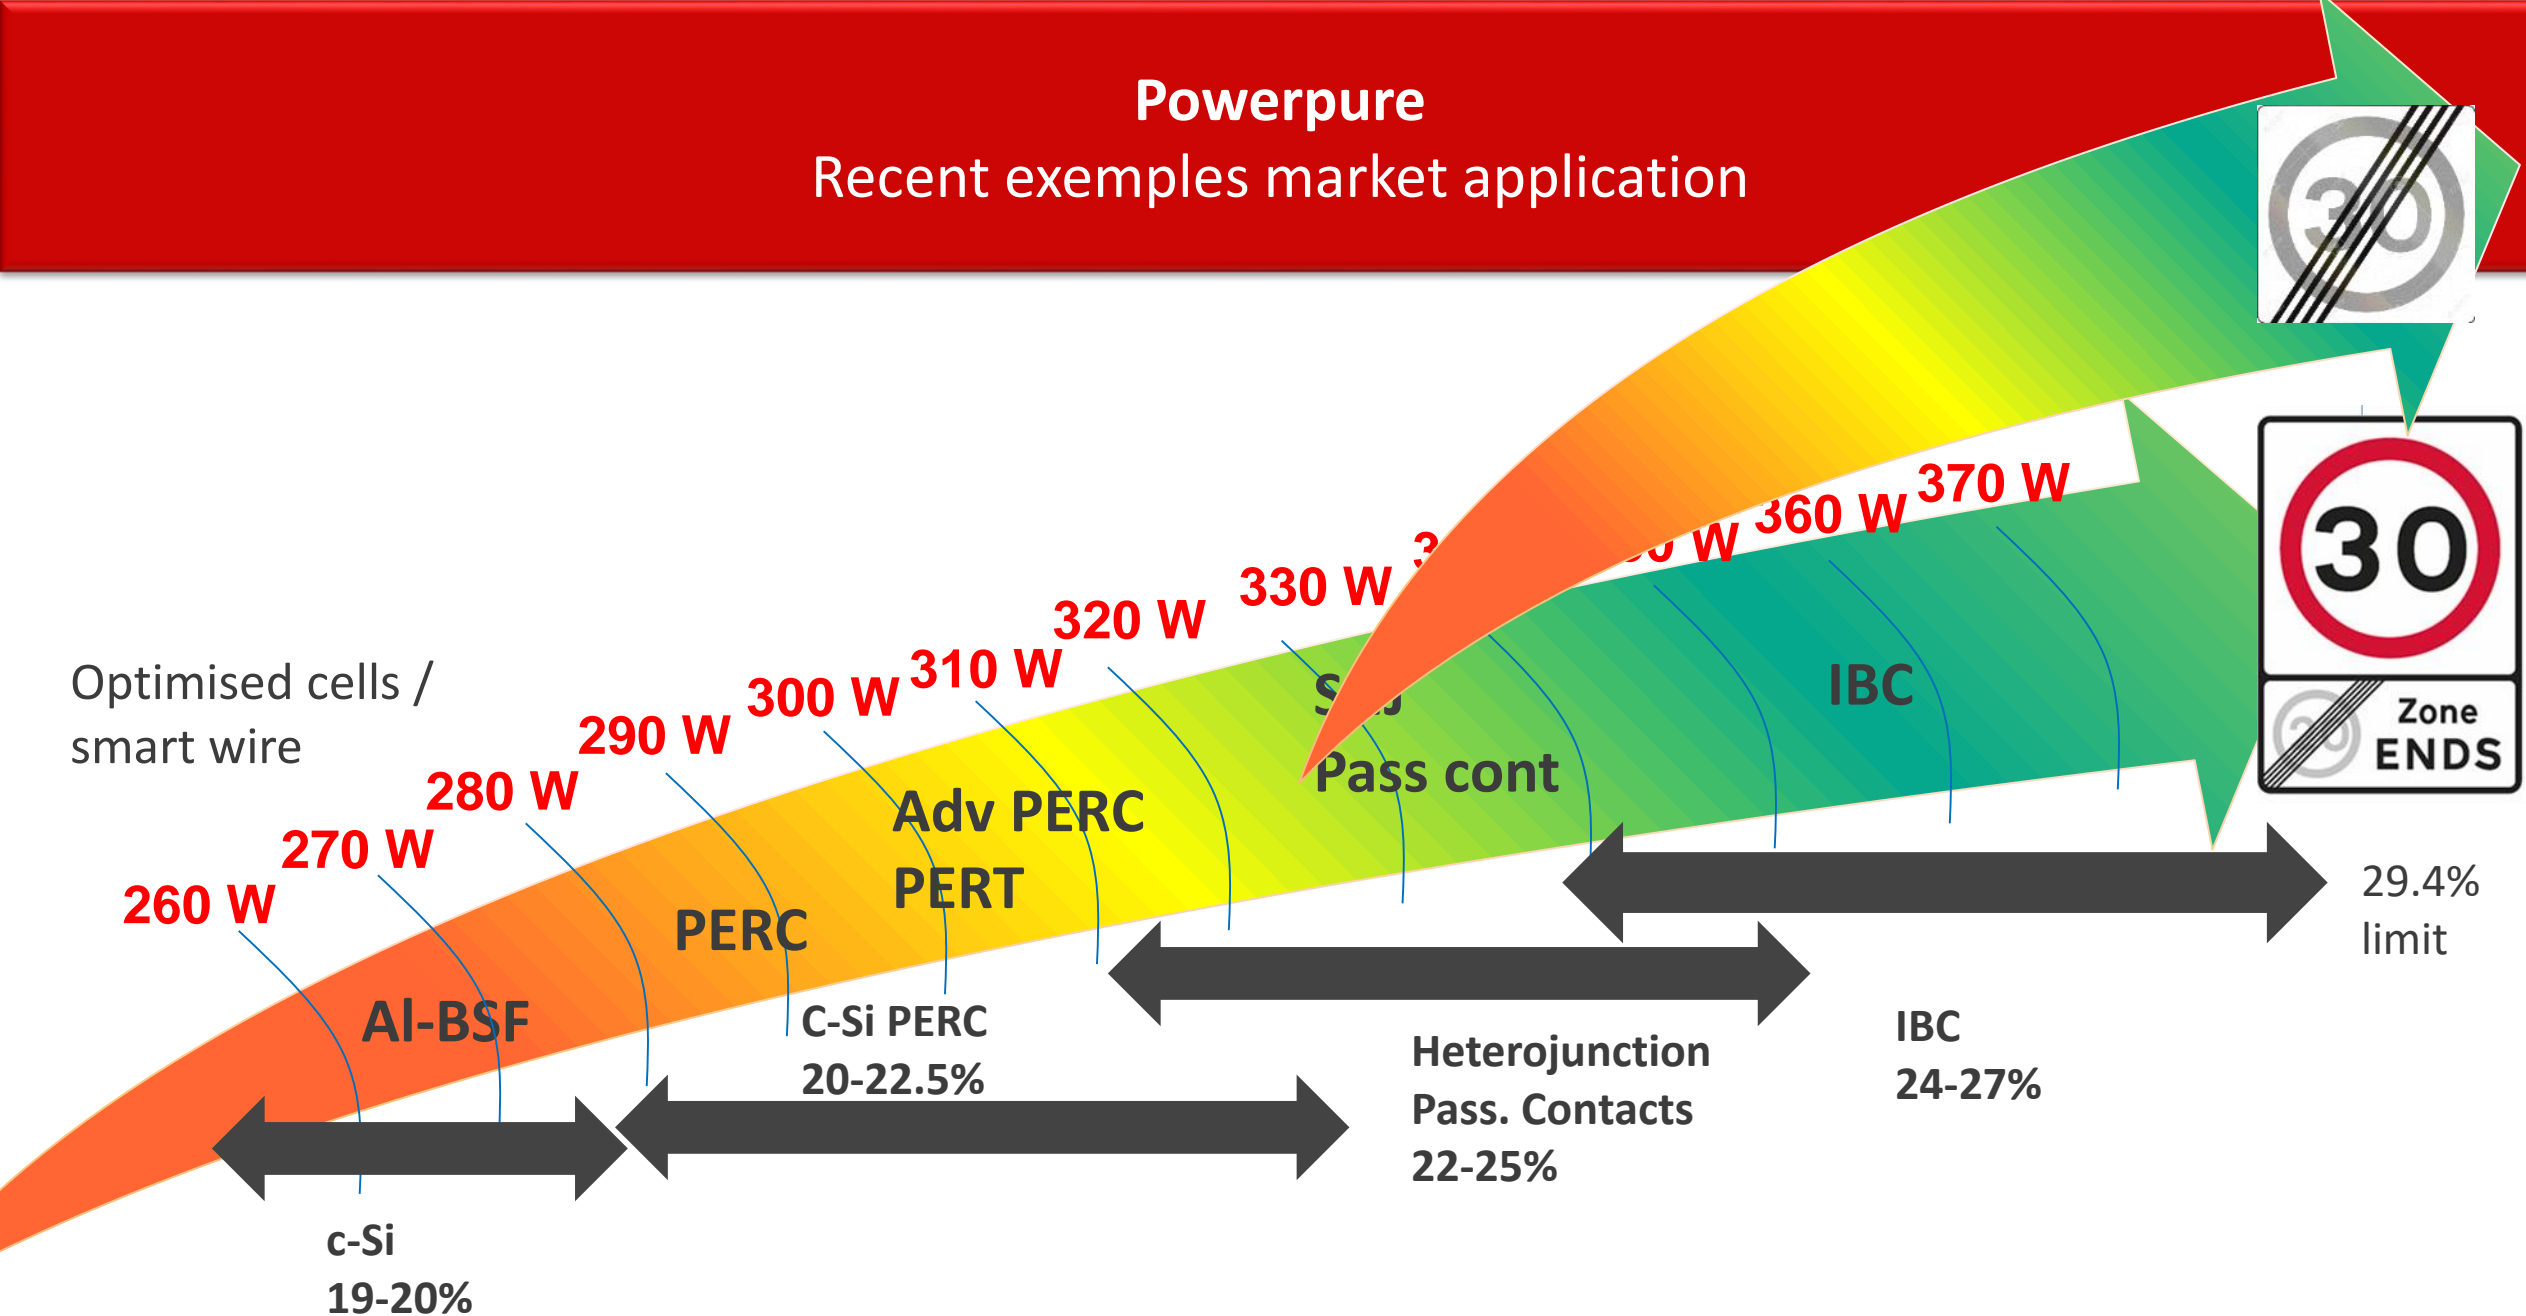 Powerpure
Recent exemples market application
30
370 W
360 W
W
330 W
320 W
310 W
300 W
290 W
280 W
270 W
260 W
Optimised cells /
smart wire
30
Zone
ENDS
20
IBC
Pass cont
Adv PERC
PERT
PERC
Al-BSF
29.4%
limit
C-Si PERC
20-22.5%
Heterojunction
Pass. Contacts
22-25%
IBC
24-27%
c-Si
19-20%